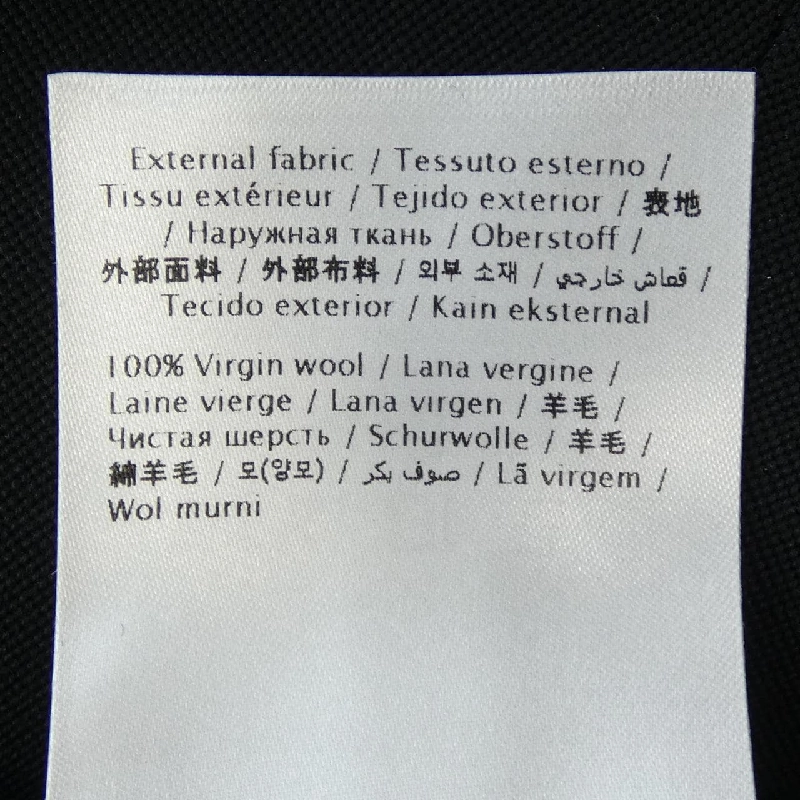 External fabric / Tessuto esterno /
Tissu extérieur / Tejido exterior / 表地
/ Наружная ткань / Oberstoff /
外部面料 / 外部布料 / 외부 소재 / قماش خارجي /
Tecido exterior / Kain eksternal
100% Virgin wool / Lana vergine /
Laine vierge / Lana virgen / 羊毛 /
Чистая шерсть / Schurwolle / 羊毛 /
綿羊毛 / 모(양모) / صوف بكر / Lã virgem /
Wol murni